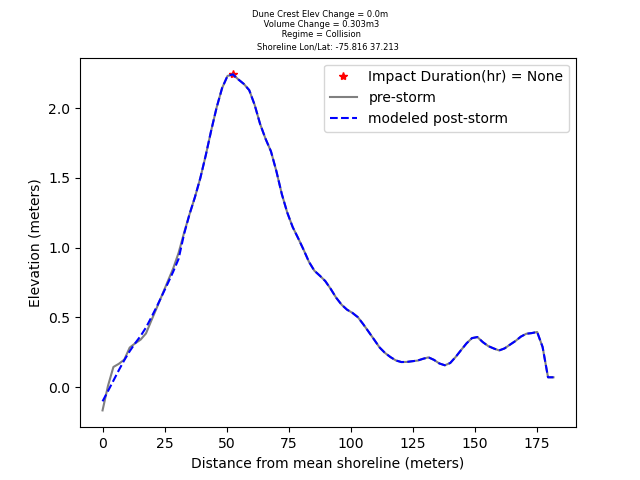 Dune Crest Elev Change = 0.0m
Volume Change = 0.303m3
Regime = Collision
Shoreline Lon/Lat: -75.816 37.213
Impact Duration(hr) = None
pre-storm
modeled post-storm
Elevation (meters)
2.0
1.5
1.0
0.5
0.0
0 25 50 75 100 125 150 175
Distance from mean shoreline (meters)